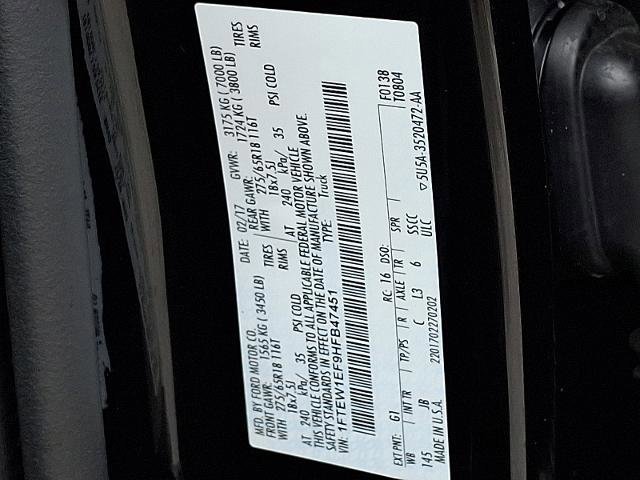 MFD. BY FORD MOTOR CO.
DATE: 02/17 GVWR: 3175 KG ( 7000 LB)
FRONT GAWR: 1565 KG ( 3450 LB) REAR GAWR: 1724 KG ( 3800 LB)
WITH 275/65R18 116T TIRES WITH 275/65R18 116T TIRES
18x7.5J RIMS 18x7.5J RIMS
AT 240 kPa/ 35 PSI COLD AT 240 kPa/ 35 PSI COLD
THIS VEHICLE CONFORMS TO ALL APPLICABLE FEDERAL MOTOR VEHICLE
SAFETY STANDARDS IN EFFECT ON THE DATE OF MANUFACTURE SHOWN ABOVE.
VIN: 1FTEW1EF9HFB47451 TYPE: Truck
EXT PNT: G1 RC: 16 DSO: F0138
WB INT TR TP/PS R AXLE TR SPR T0804
145 JB C L3 6 SSCC
MADE IN U.S.A. 2201702270202 ULC ▽5U5A-3520472-AA